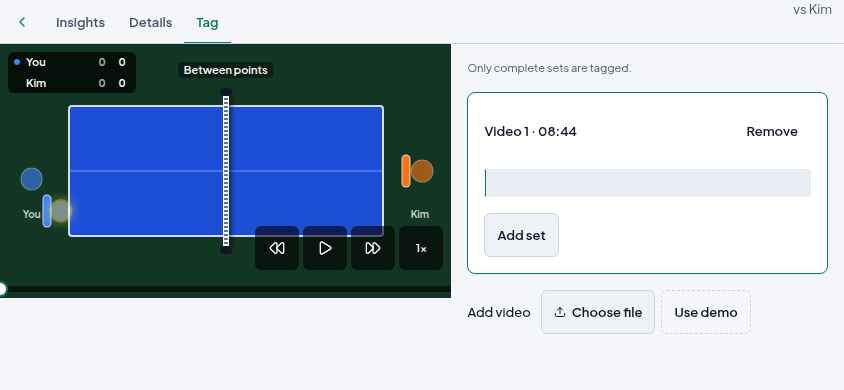 vs Kim
Insights Details Tag
You 0 0
Kim 0 0
Between points
You
Kim
1x
Only complete sets are tagged.
Video 1 · 08:44 Remove
Add set
Add video Choose file Use demo